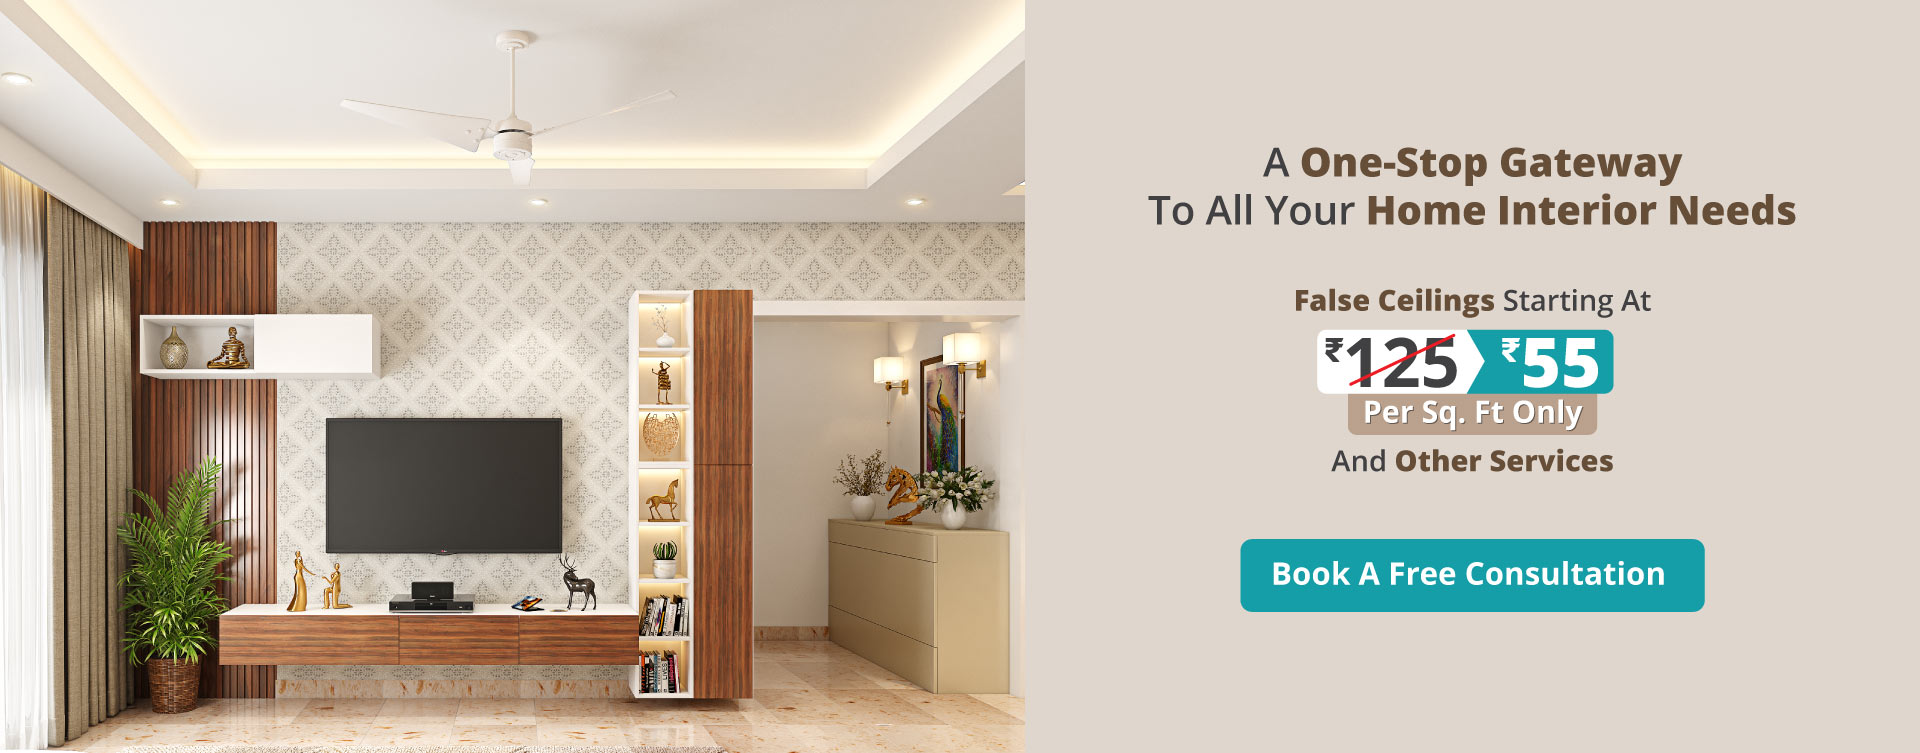 A One-Stop Gateway
To All Your Home Interior Needs
False Ceilings Starting At
₹125 ₹55
Per Sq. Ft Only
And Other Services
Book A Free Consultation